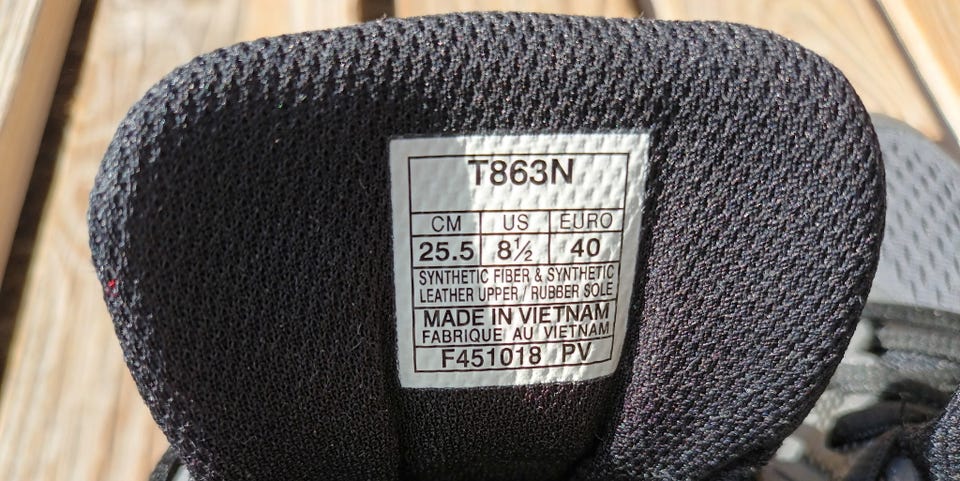 T863N
CM US EURO
25.5 8½ 40
SYNTHETIC FIBER & SYNTHETIC
LEATHER UPPER / RUBBER SOLE
MADE IN VIETNAM
FABRIQUE AU VIETNAM
F451018 PV